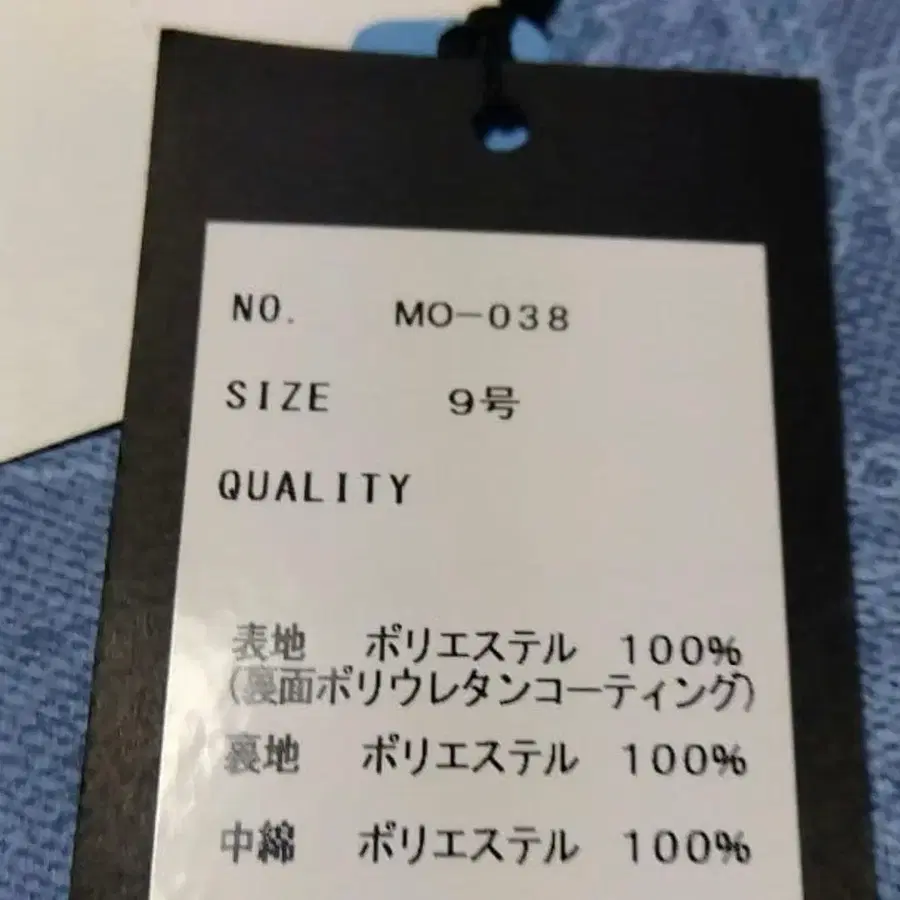 NO. MO-038
SIZE 9号
QUALITY
表地 ポリエステル 100%
(裏面ポリウレタンコーティング)
裏地 ポリエステル 100%
中綿 ポリエステル 100%